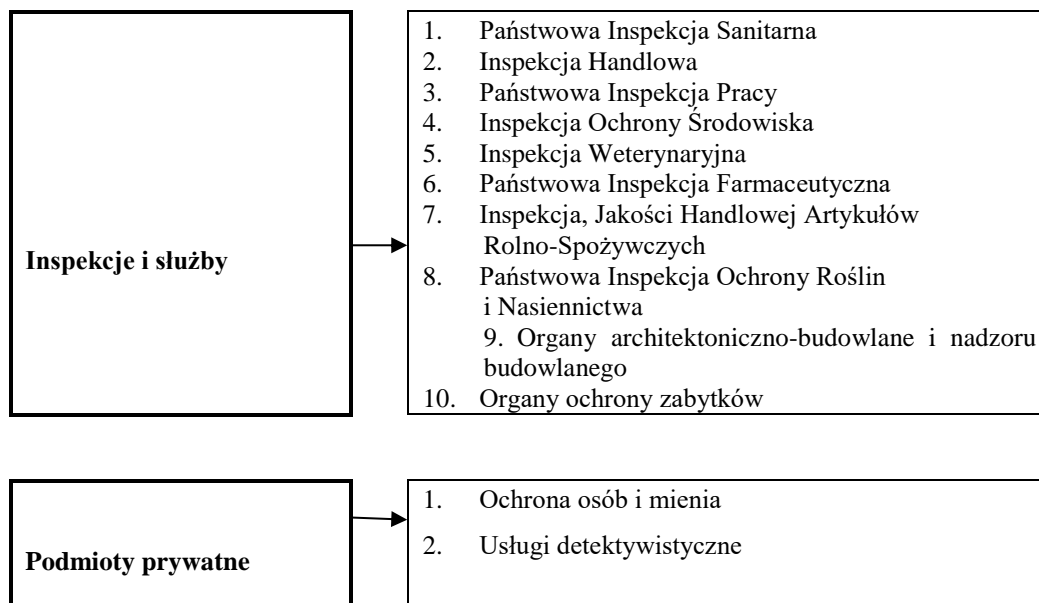 Inspekcje i służby
1. Państwowa Inspekcja Sanitarna
2. Inspekcja Handlowa
3. Państwowa Inspekcja Pracy
4. Inspekcja Ochrony Środowiska
5. Inspekcja Weterynaryjna
6. Państwowa Inspekcja Farmaceutyczna
7. Inspekcja, Jakości Handlowej Artykułów
Rolno-Spożywczych
8. Państwowa Inspekcja Ochrony Roślin
i Nasiennictwa
9. Organy architektoniczno-budowlane i nadzoru
budowlanego
10. Organy ochrony zabytków
Podmioty prywatne
1. Ochrona osób i mienia
2. Usługi detektywistyczne